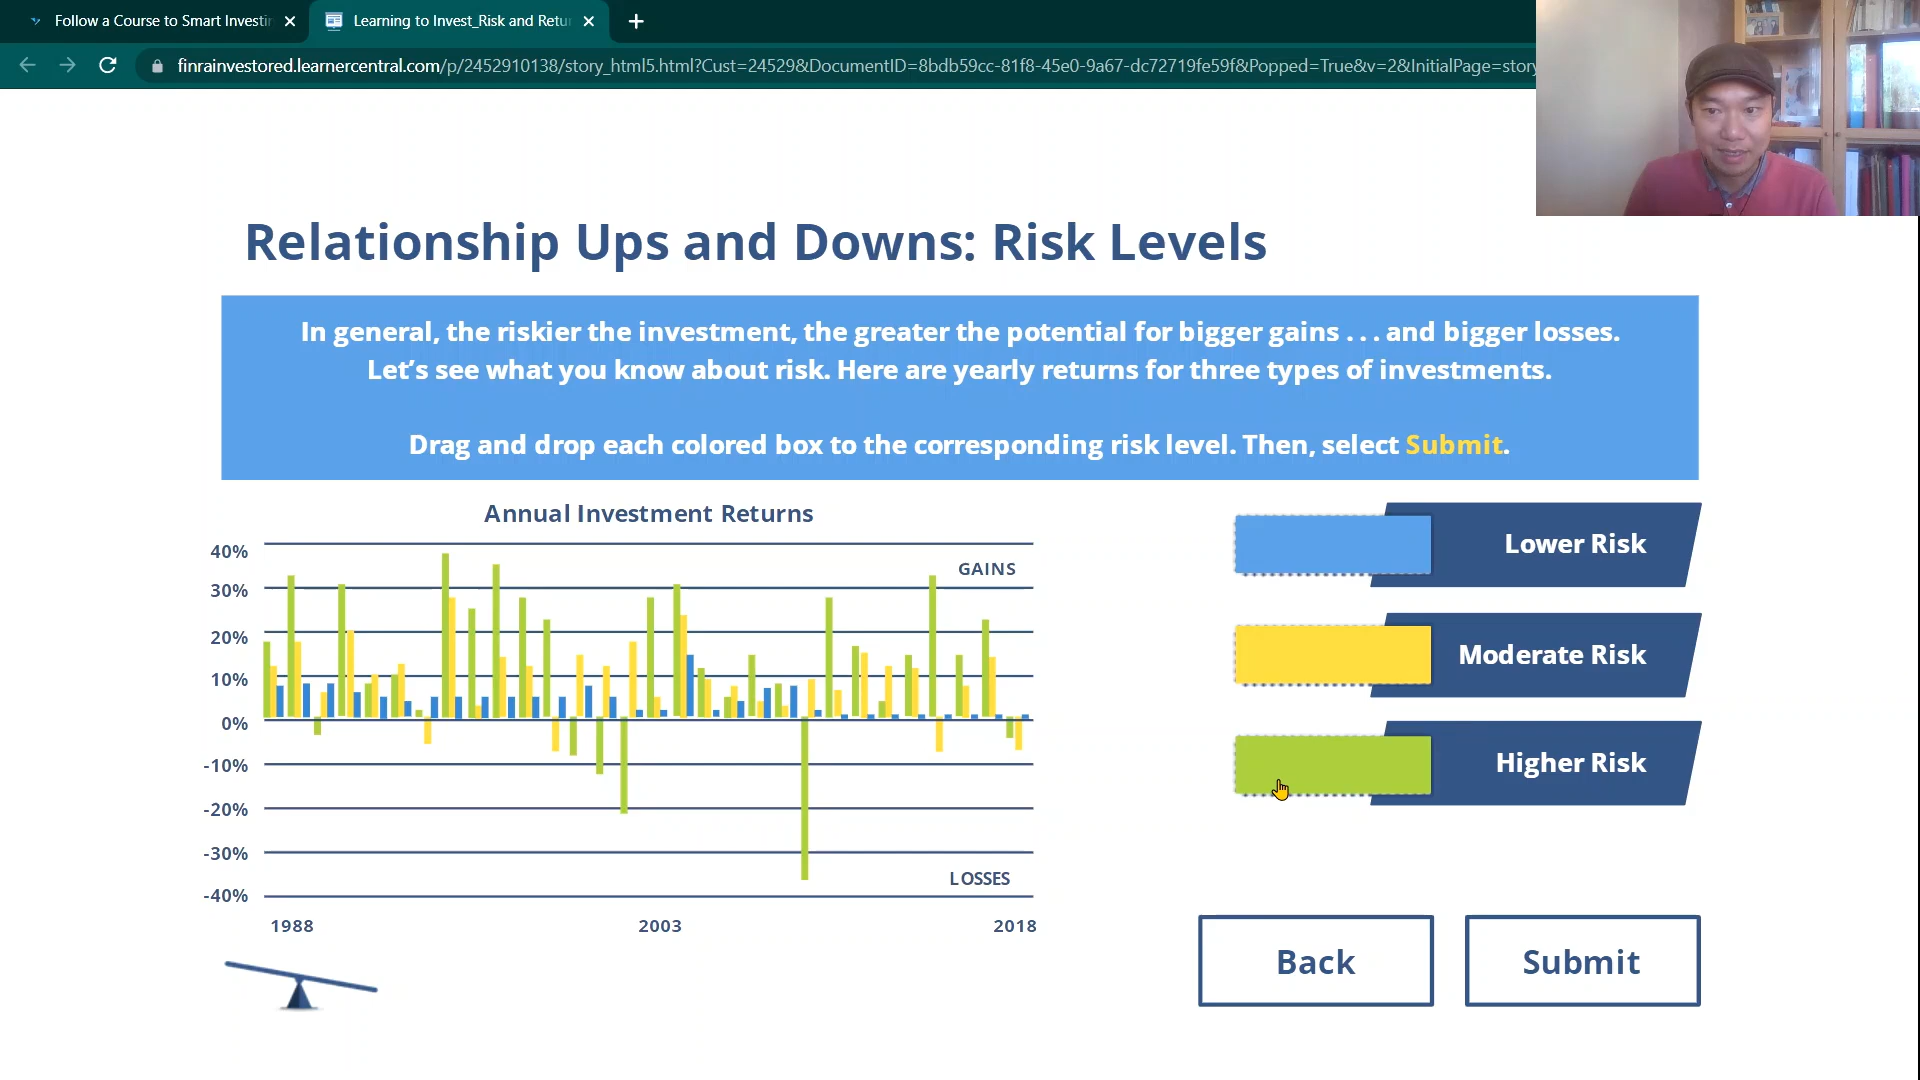 Follow a Course to Smart Investin
Learning to Invest_Risk and Retu
finrainvestored.learnercentral.com/p/2452910138/story_html5.html?Cust=24529&DocumentID=8bdb59cc-81f8-45e0-9a67-dc72719fe59f&Popped=True&v=2&InitialPage=story
Relationship Ups and Downs: Risk Levels
In general, the riskier the investment, the greater the potential for bigger gains . . . and bigger losses.
Let’s see what you know about risk. Here are yearly returns for three types of investments.
Drag and drop each colored box to the corresponding risk level. Then, select Submit.
Annual Investment Returns
40%
GAINS
30%
20%
10%
0%
-10%
-20%
-30%
LOSSES
-40%
1988
2003
2018
Lower Risk
Moderate Risk
Higher Risk
Back
Submit